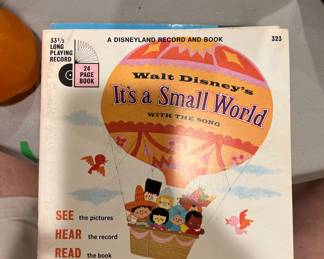 A DISNEYLAND RECORD AND BOOK
323
33⅓
LONG
PLAYING
RECORD
24
PAGE
BOOK
Walt Disney's
It's a Small World
WITH THE SONG
SEE the pictures
HEAR the record
READ the book